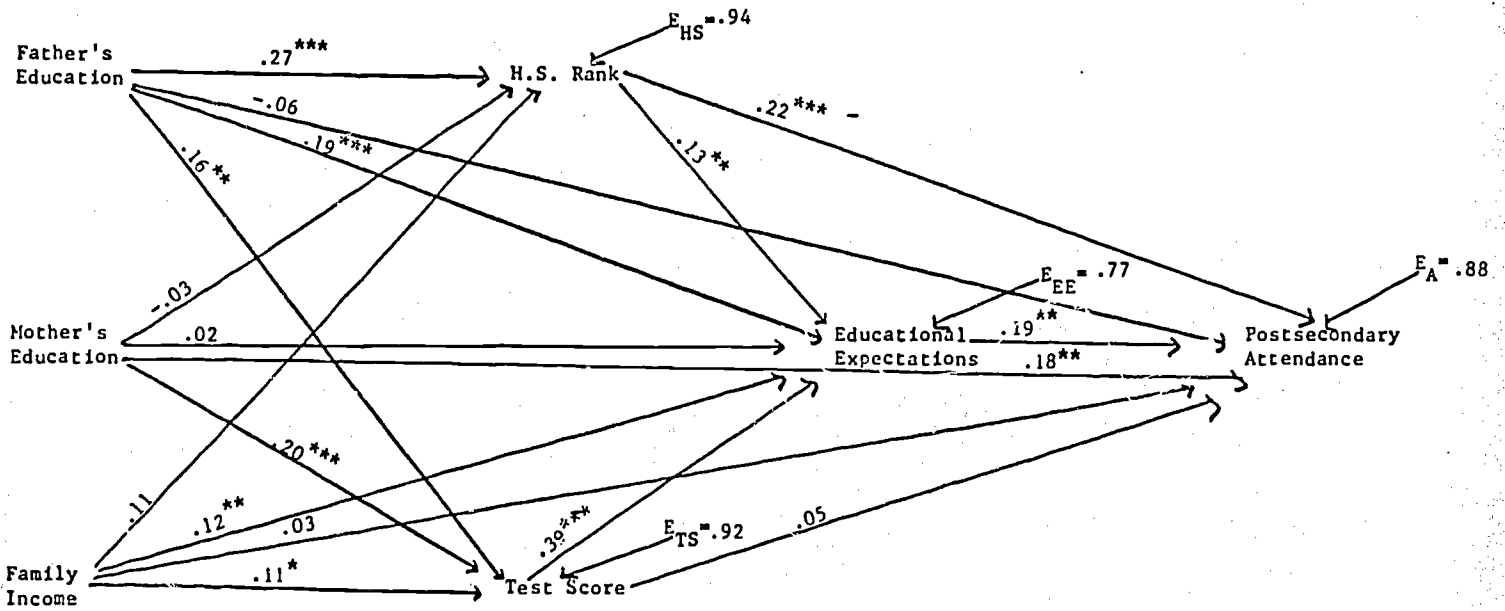 E_HS=.94
Father's
Education
.27***
H.S. Rank
-.06
.22*** -
.19***
.13**
.16**
E_EE=.77
E_A=.88
-.03
Mother's
Education
.02
Educational
Expectations
.19**
.18**
Postsecondary
Attendance
.20***
.11
.12**
.03
.39***
E_TS=.92
.05
Family
Income
.11*
Test Score